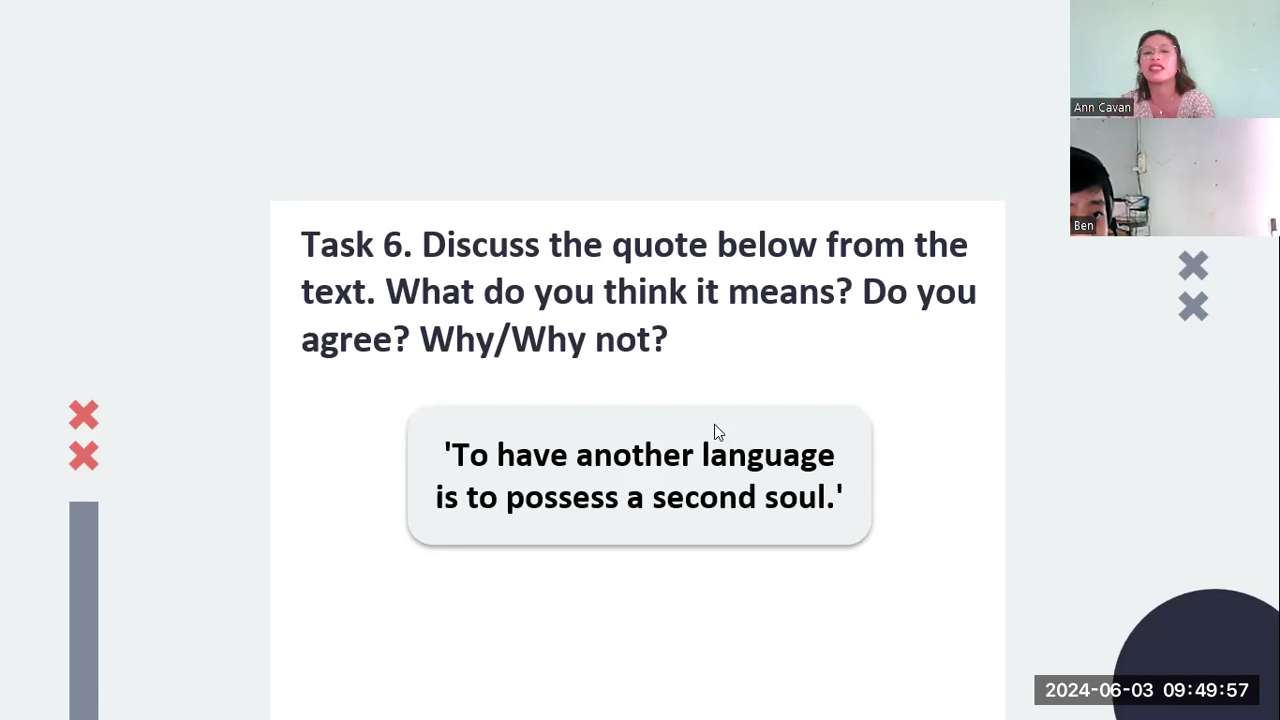 Ann Cavan
Ben
Task 6. Discuss the quote below from the
text. What do you think it means? Do you
agree? Why/Why not?
'To have another language
is to possess a second soul.'
2024-06-03 09:49:57